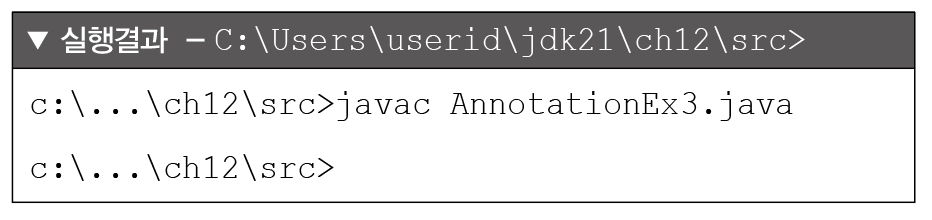 ▼ 실행결과 - C:\Users\userid\jdk21\ch12\src>
c:\...\ch12\src>javac AnnotationEx3.java
c:\...\ch12\src>